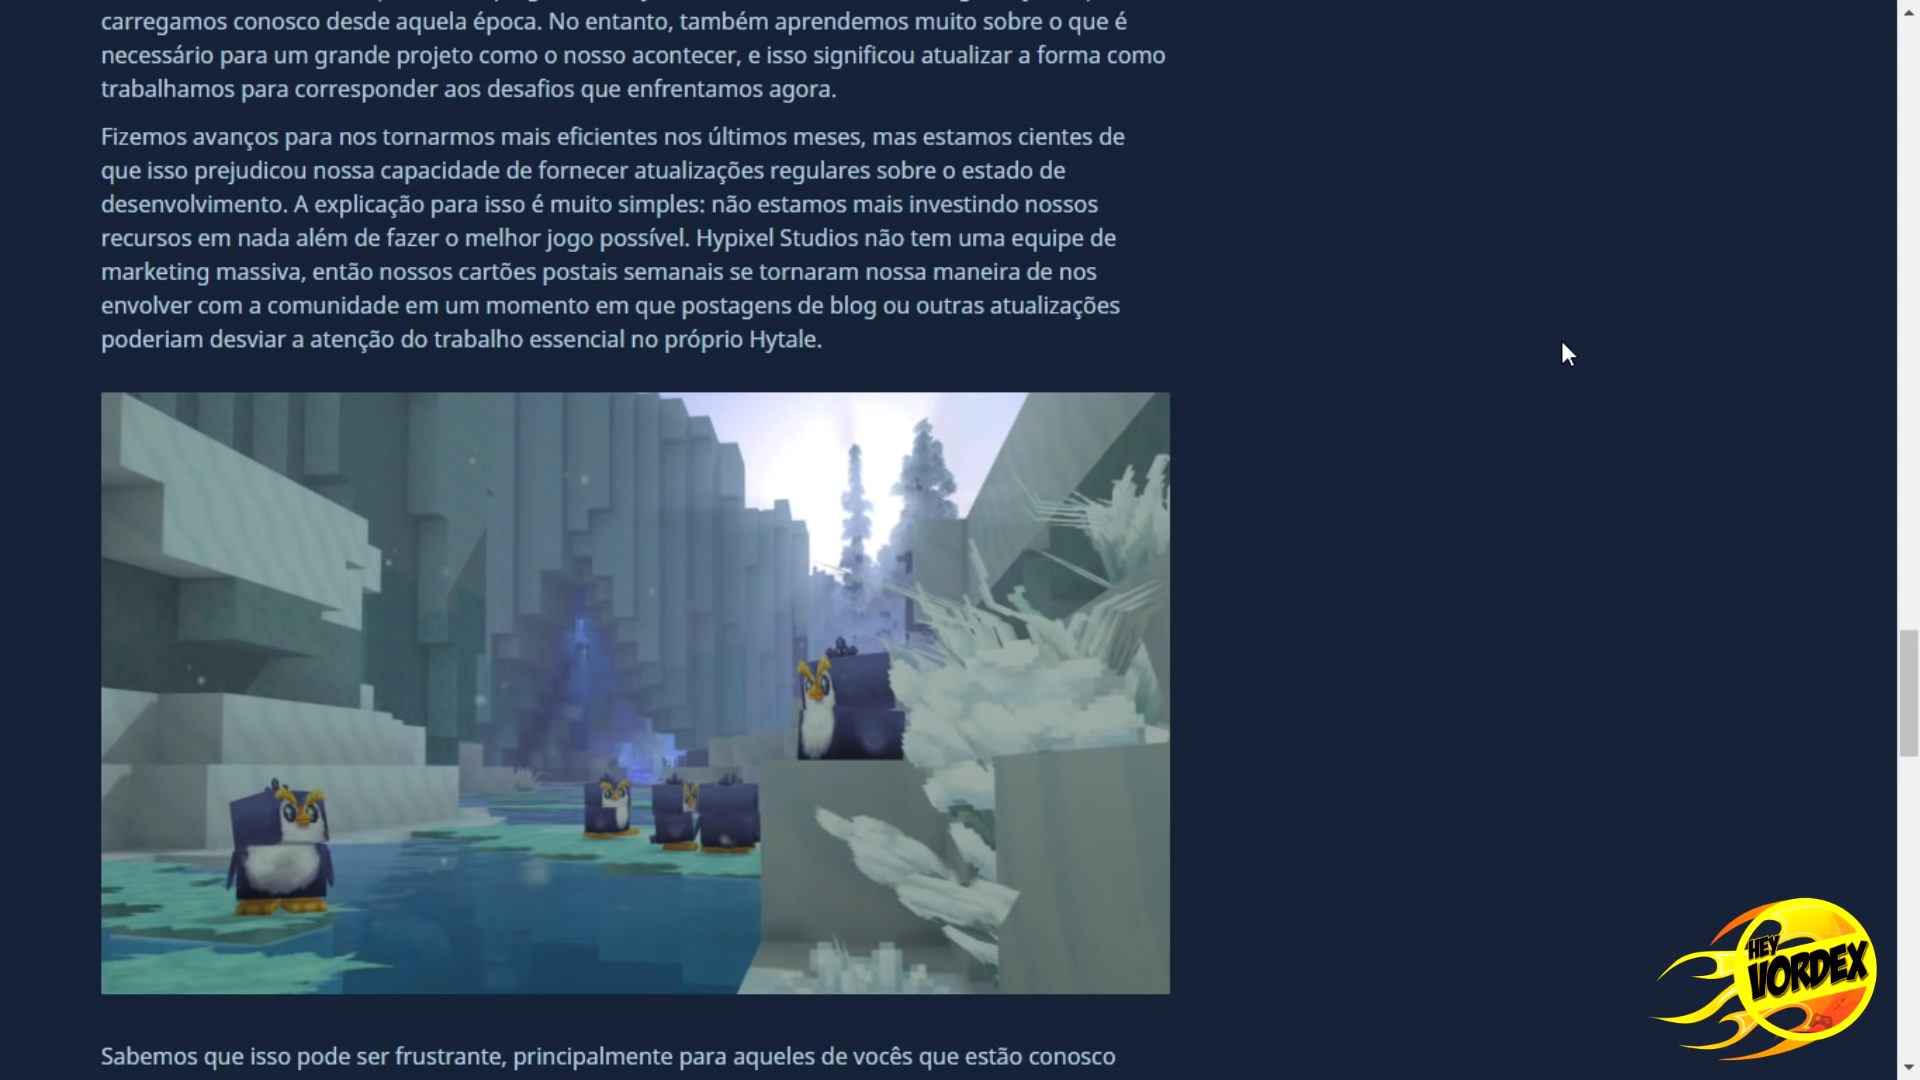 carregamos conosco desde aquela época. No entanto, também aprendemos muito sobre o que é
necessário para um grande projeto como o nosso acontecer, e isso significou atualizar a forma como
trabalhamos para corresponder aos desafios que enfrentamos agora.
Fizemos avanços para nos tornarmos mais eficientes nos últimos meses, mas estamos cientes de
que isso prejudicou nossa capacidade de fornecer atualizações regulares sobre o estado de
desenvolvimento. A explicação para isso é muito simples: não estamos mais investindo nossos
recursos em nada além de fazer o melhor jogo possível. Hypixel Studios não tem uma equipe de
marketing massiva, então nossos cartões postais semanais se tornaram nossa maneira de nos
envolver com a comunidade em um momento em que postagens de blog ou outras atualizações
poderiam desviar a atenção do trabalho essencial no próprio Hytale.
HEY
VORDEX
Sabemos que isso pode ser frustrante, principalmente para aqueles de vocês que estão conosco